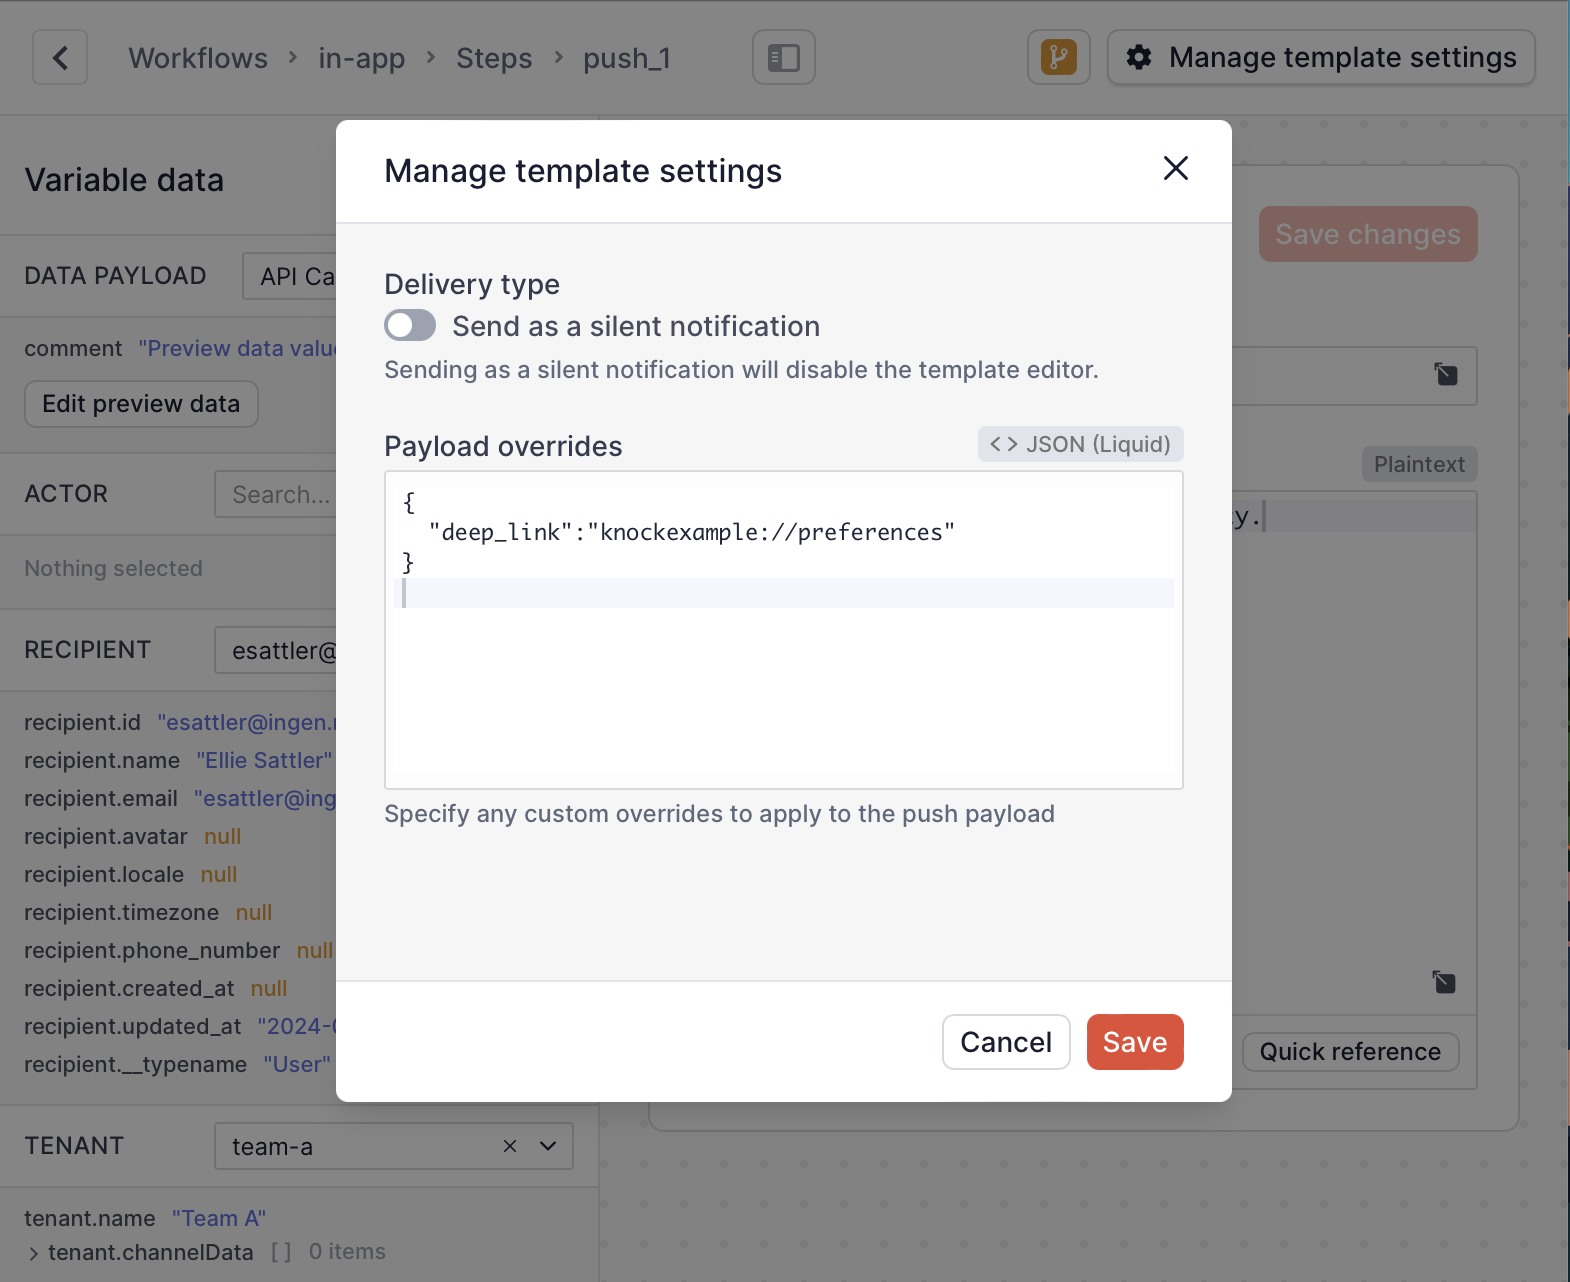 Workflows > in-app > Steps > push_1
Manage template settings
Variable data
DATA PAYLOAD
API Ca
comment "Preview data valu
Edit preview data
ACTOR
Search...
Nothing selected
RECIPIENT
esattler@
recipient.id "esattler@ingen.
recipient.name "Ellie Sattler"
recipient.email "esattler@ing
recipient.avatar null
recipient.locale null
recipient.timezone null
recipient.phone_number null
recipient.created_at null
recipient.updated_at "2024-
recipient.__typename "User"
TENANT
team-a
tenant.name "Team A"
> tenant.channelData [ ] 0 items
Manage template settings
Delivery type
Send as a silent notification
Sending as a silent notification will disable the template editor.
Payload overrides
<> JSON (Liquid)
{
"deep_link":"knockexample://preferences"
}
Specify any custom overrides to apply to the push payload
Cancel
Save
Save changes
Plaintext
y.
Quick reference